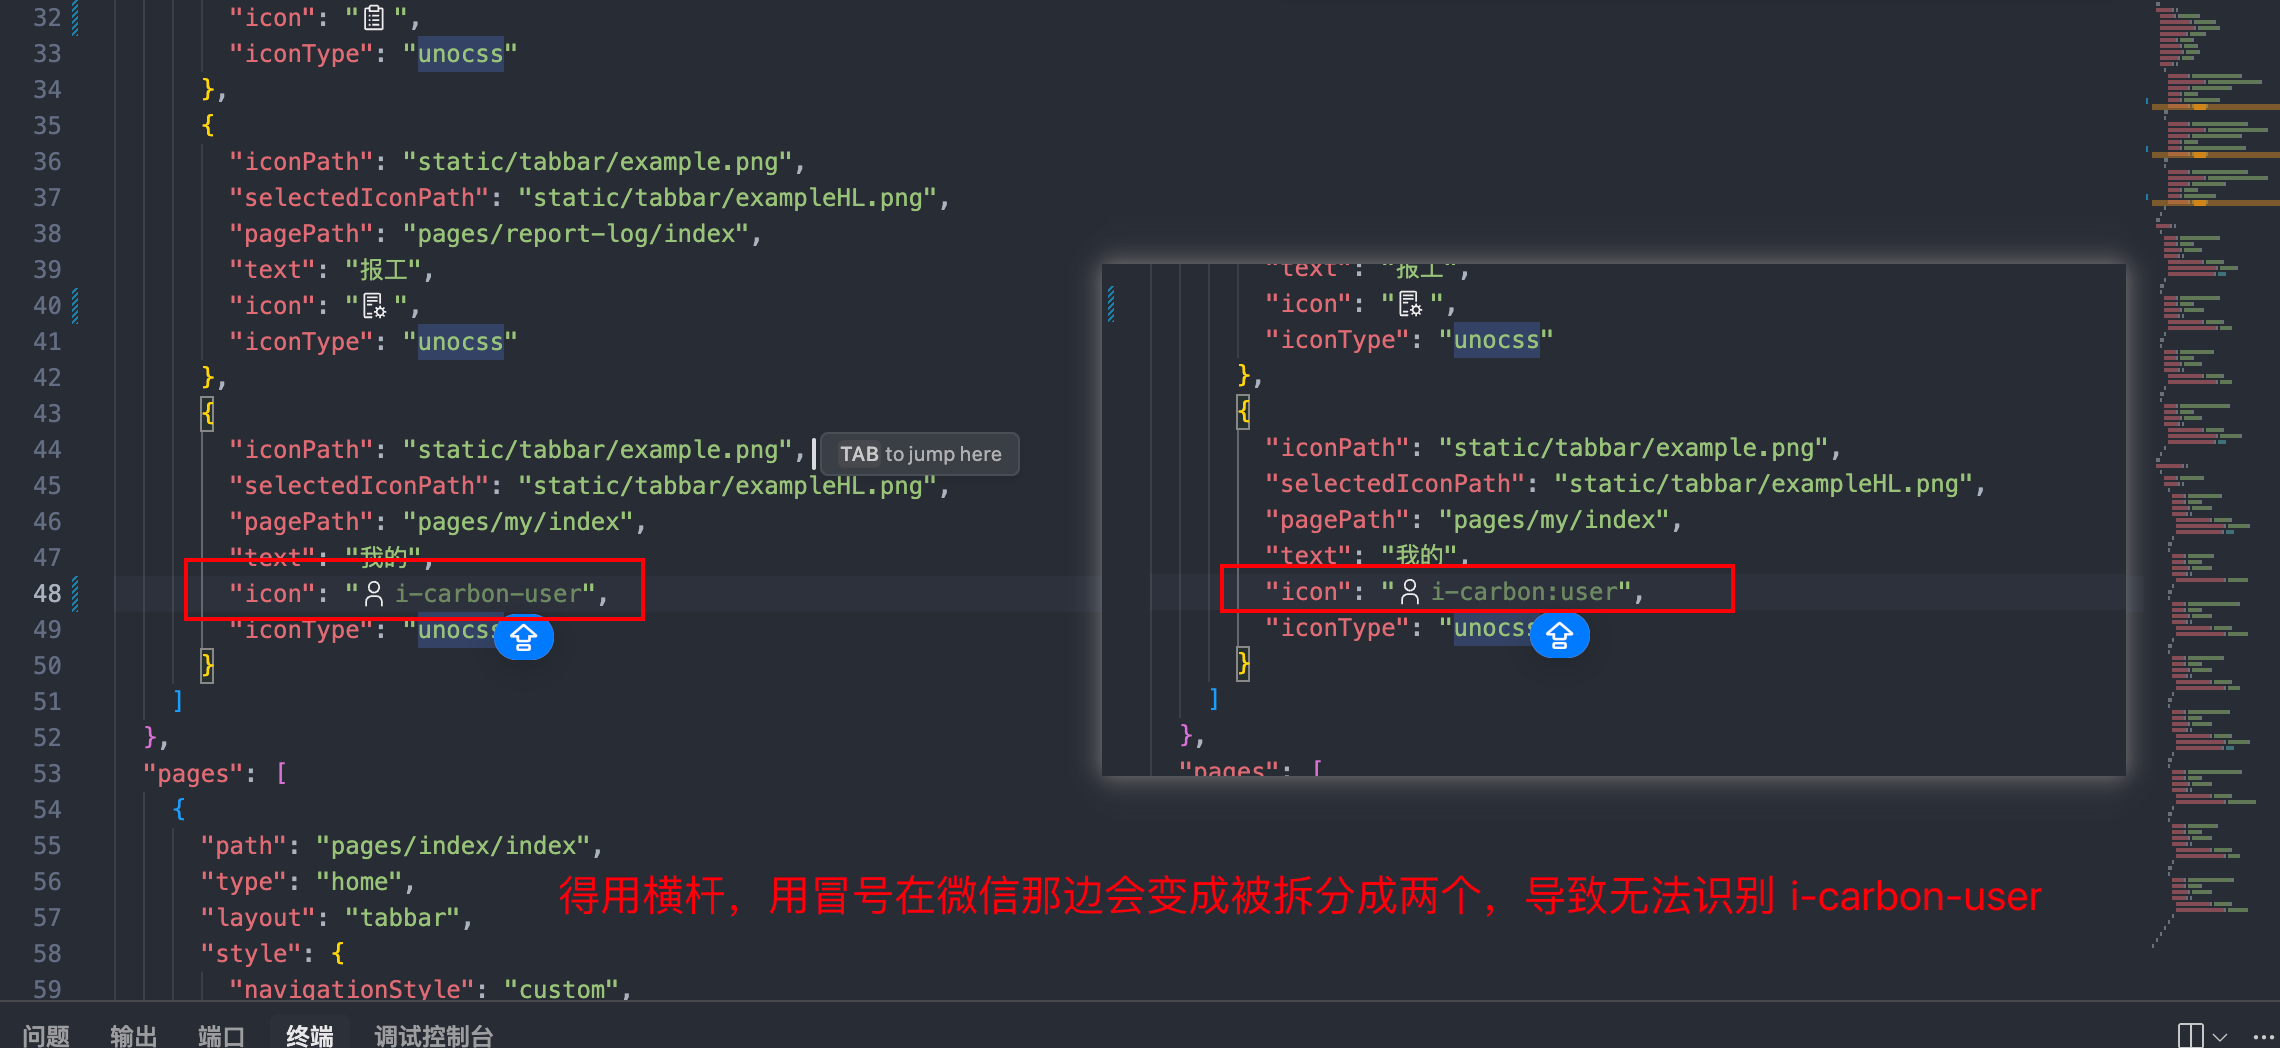 32 "icon": " ",
33 "iconType": "unocss"
34 },
35 {
36 "iconPath": "static/tabbar/example.png",
37 "selectedIconPath": "static/tabbar/exampleHL.png",
38 "pagePath": "pages/report-log/index",
39 "text": "报工",
40 "icon": " ",
41 "iconType": "unocss"
42 },
43 {
44 "iconPath": "static/tabbar/example.png", TAB to jump here
45 "selectedIconPath": "static/tabbar/exampleHL.png",
46 "pagePath": "pages/my/index",
47 "text": "我的",
48 "icon": " i-carbon-user",
49 "iconType": "unocss
50 }
51 ]
52 },
53 "pages": [
54 {
55 "path": "pages/index/index",
56 "type": "home",
57 "layout": "tabbar",
58 "style": {
59 "navigationStyle": "custom",
"text": "报工",
"icon": " ",
"iconType": "unocss"
},
{
"iconPath": "static/tabbar/example.png",
"selectedIconPath": "static/tabbar/exampleHL.png",
"pagePath": "pages/my/index",
"text": "我的",
"icon": " i-carbon:user",
"iconType": "unocss
}
]
},
"pages": [
得用横杆，用冒号在微信那边会变成被拆分成两个，导致无法识别 i-carbon-user
问题 输出 端口 终端 调试控制台